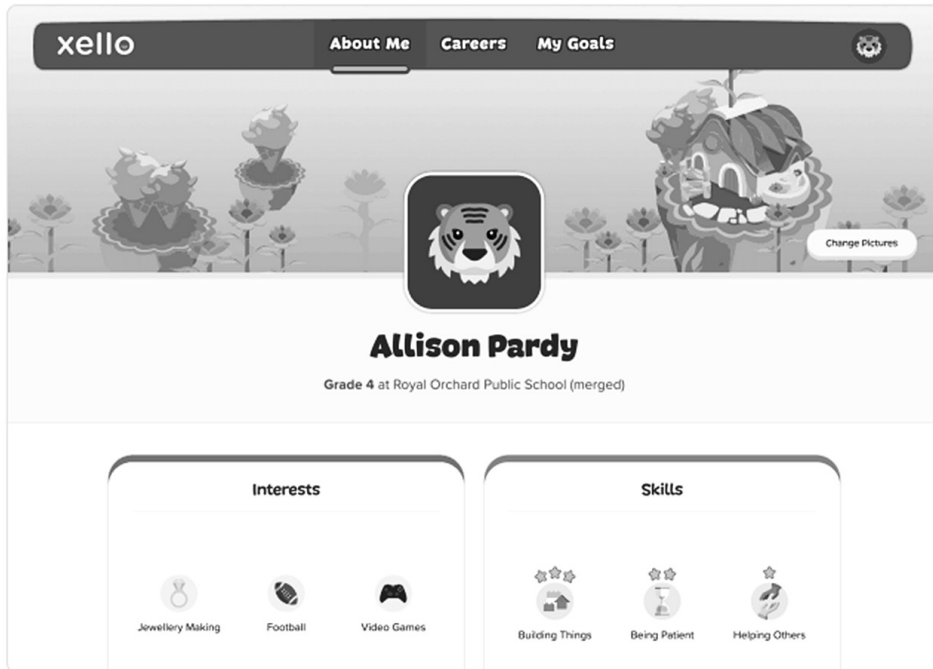 xello
About Me Careers My Goals
Change Pictures
Allison Pardy
Grade 4 at Royal Orchard Public School (merged)
Interests
Skills
Jewellery Making Football Video Games
Building Things Being Patient Helping Others